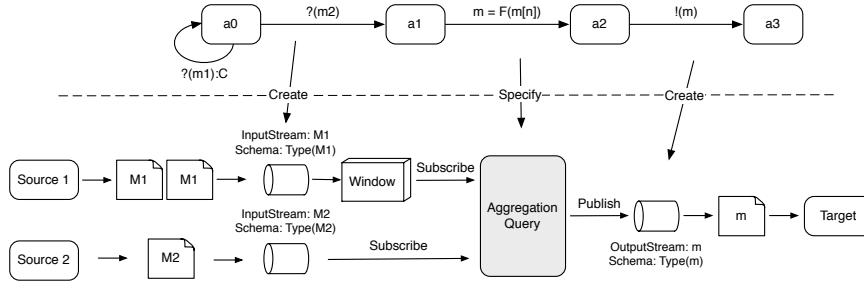 a0
?(m2)
a1
m = F(m[n])
a2
!(m)
a3
?(m1):C
Create
Specify
Create
InputStream: M1
Schema: Type(M1)
Source 1
M1
M1
Window
Subscribe
Aggregation
Query
Publish
m
Target
InputStream: M2
Schema: Type(M2)
Source 2
M2
Subscribe
OutputStream: m
Schema: Type(m)